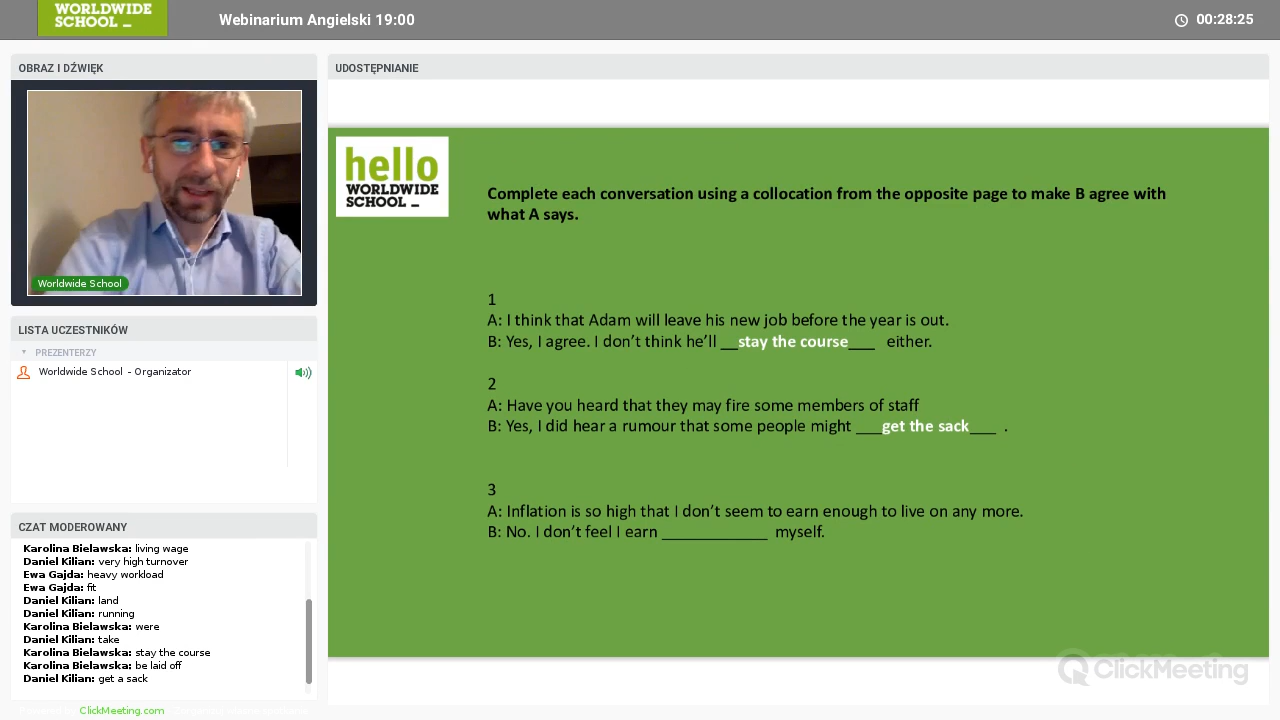 WORLDWIDE
SCHOOL _
Webinarium Angielski 19:00
00:28:25
OBRAZ I DŹWIĘK
Worldwide School
LISTA UCZESTNIKÓW
PREZENTERZY
Worldwide School - Organizator
CZAT MODEROWANY
Karolina Bielawska: living wage
Daniel Kilian: very high turnover
Ewa Gajda: heavy workload
Ewa Gajda: fit
Daniel Kilian: land
Daniel Kilian: running
Karolina Bielawska: were
Daniel Kilian: take
Karolina Bielawska: stay the course
Karolina Bielawska: be laid off
Daniel Kilian: get a sack
ClickMeeting.com
UDOSTĘPNIANIE
hello
WORLDWIDE
SCHOOL _
Complete each conversation using a collocation from the opposite page to make B agree with
what A says.
1
A: I think that Adam will leave his new job before the year is out.
B: Yes, I agree. I don't think he'll __stay the course___ either.
2
A: Have you heard that they may fire some members of staff
B: Yes, I did hear a rumour that some people might ___get the sack___ .
3
A: Inflation is so high that I don't seem to earn enough to live on any more.
B: No. I don't feel I earn ____________ myself.
ClickMeeting